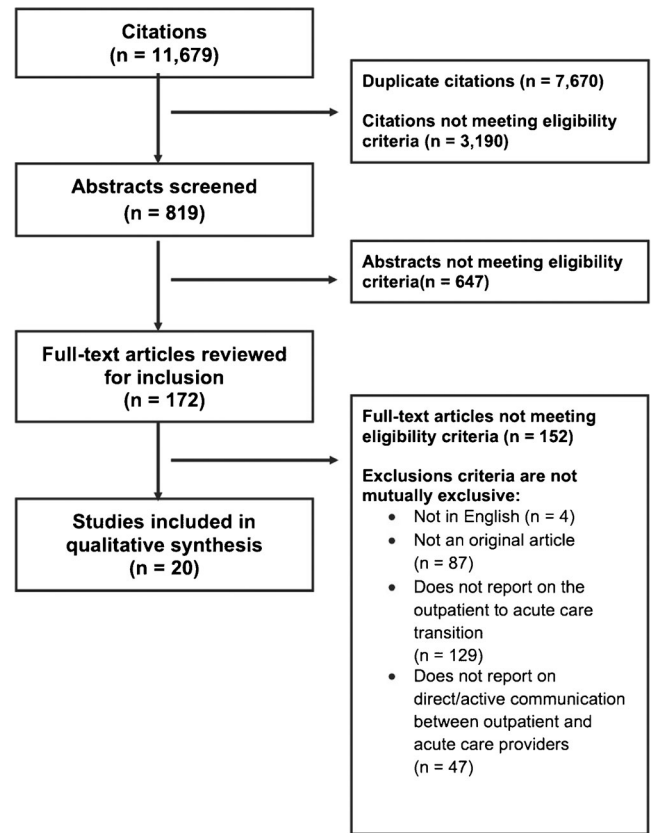 Citations
(n = 11,679)
Duplicate citations (n = 7,670)
Citations not meeting eligibility
criteria (n = 3,190)
Abstracts screened
(n = 819)
Abstracts not meeting eligibility
criteria(n = 647)
Full-text articles reviewed
for inclusion
(n = 172)
Full-text articles not meeting
eligibility criteria (n = 152)
Exclusions criteria are not
mutually exclusive:
• Not in English (n = 4)
• Not an original article
(n = 87)
• Does not report on the
outpatient to acute care
transition
(n = 129)
• Does not report on
direct/active communication
between outpatient and
acute care providers
(n = 47)
Studies included in
qualitative synthesis
(n = 20)